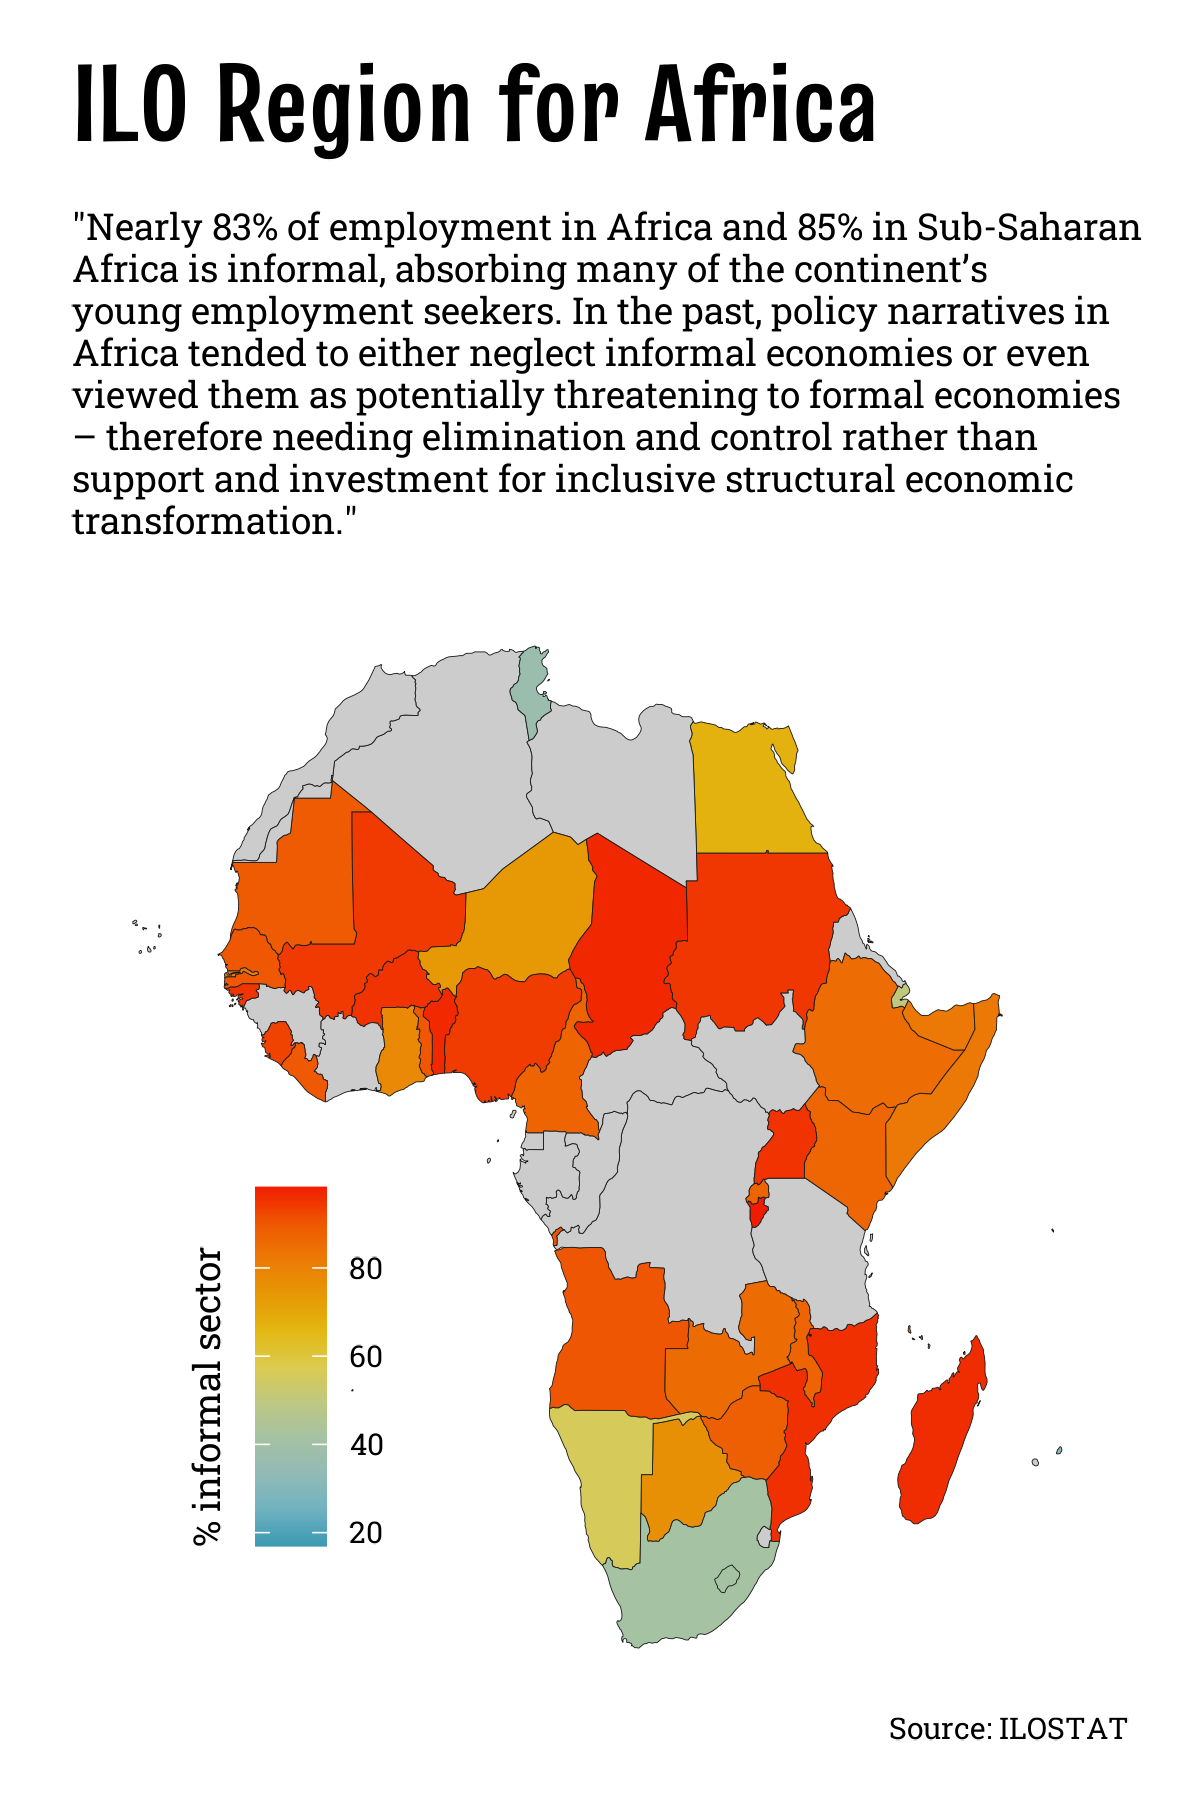 ILO Region for Africa
"Nearly 83% of employment in Africa and 85% in Sub-Saharan
Africa is informal, absorbing many of the continent’s
young employment seekers. In the past, policy narratives in
Africa tended to either neglect informal economies or even
viewed them as potentially threatening to formal economies
– therefore needing elimination and control rather than
support and investment for inclusive structural economic
transformation."
% informal sector
80
60
40
20
Source: ILOSTAT